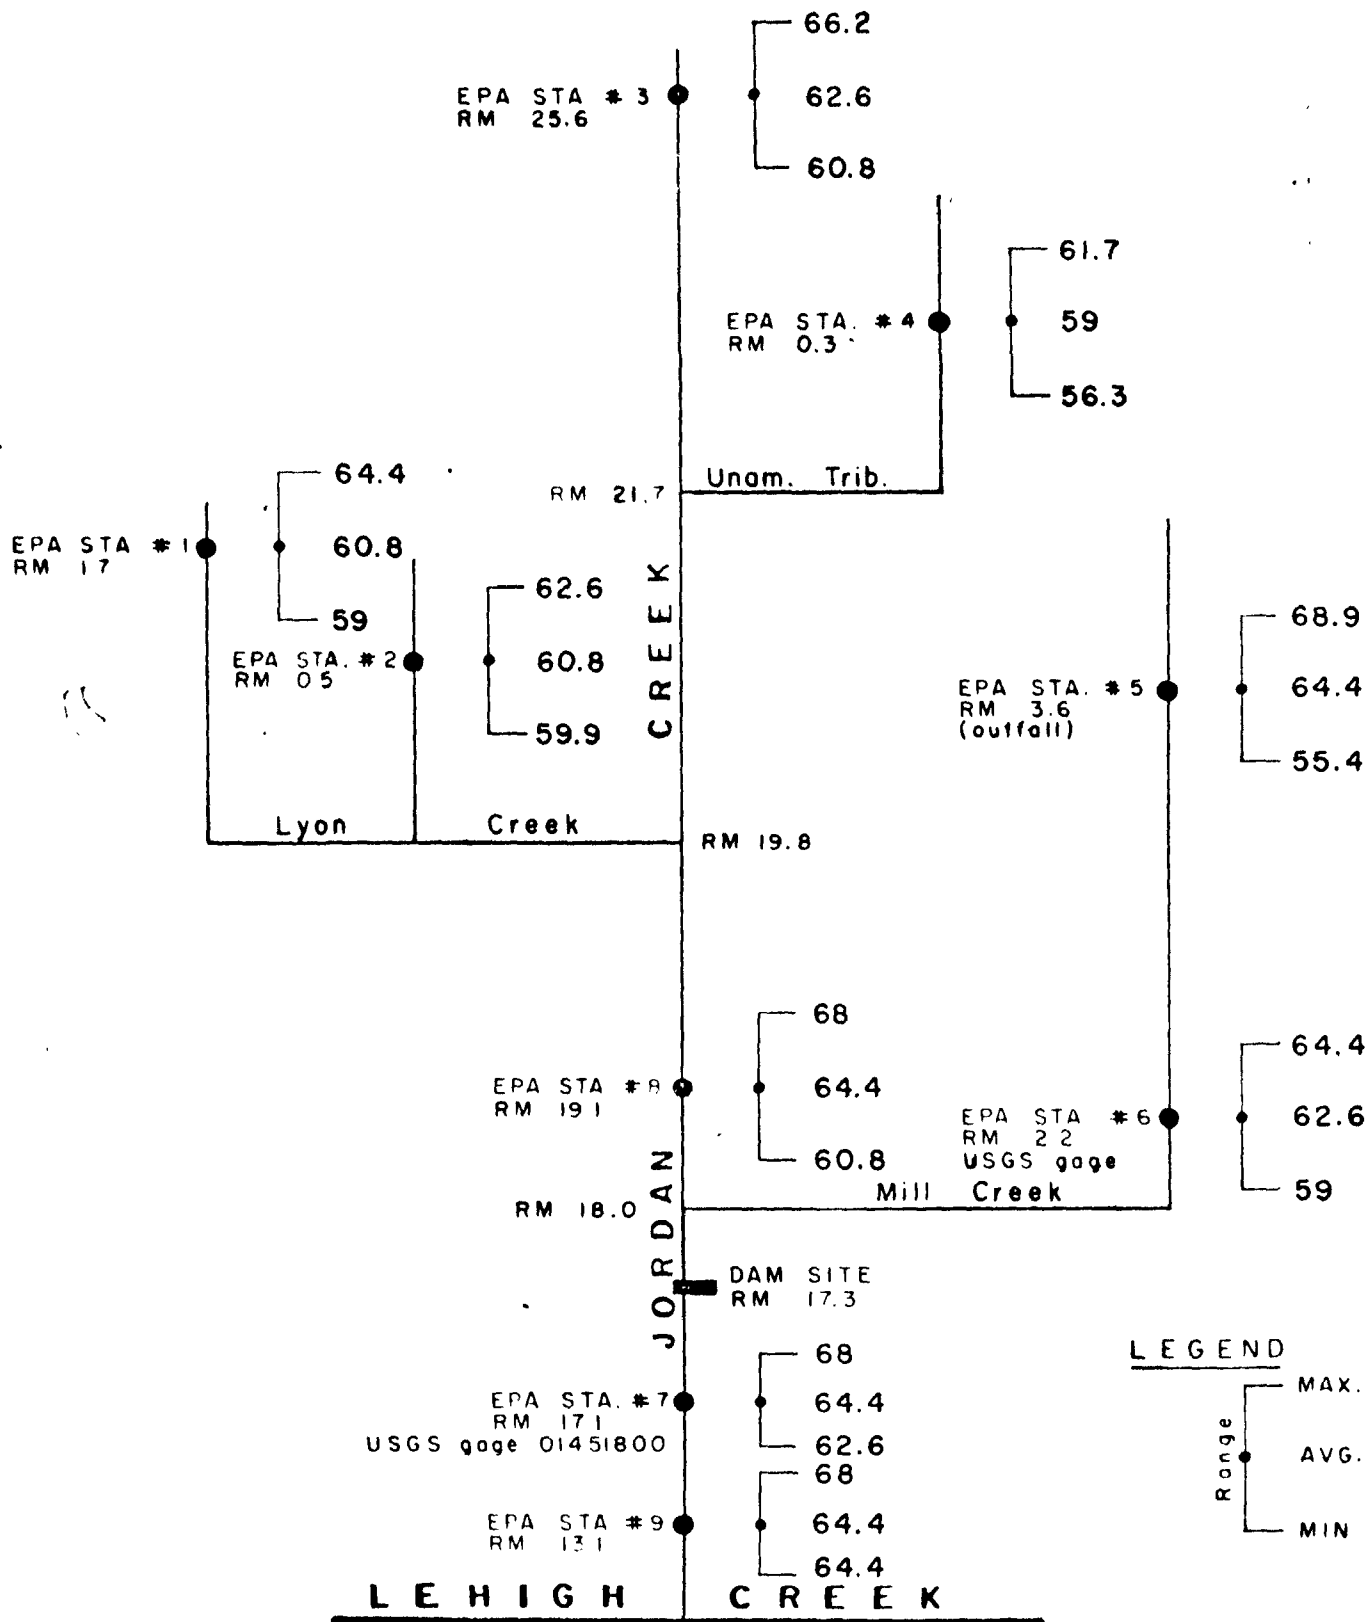 66.2
EPA STA # 3
RM 25.6
62.6
60.8
61.7
EPA STA. # 4
RM 0.3
59
56.3
Unam. Trib.
RM 21.7
64.4
EPA STA # 1
RM 1 7
60.8
59
62.6
EPA STA. # 2
RM 0 5
60.8
59.9
68.9
EPA STA. # 5
RM 3.6
(outfall)
64.4
55.4
Lyon Creek
RM 19.8
JORDAN CREEK
68
EPA STA # 8
RM 19 1
64.4
60.8
64.4
EPA STA # 6
RM 2 2
USGS gage
62.6
59
Mill Creek
RM 18.0
DAM SITE
RM 17.3
68
EPA STA. # 7
RM 17 1
USGS gage 01451800
64.4
62.6
68
EPA STA # 9
RM 13 1
64.4
64.4
LEGEND
MAX.
Range
AVG.
MIN
LEHIGH CREEK